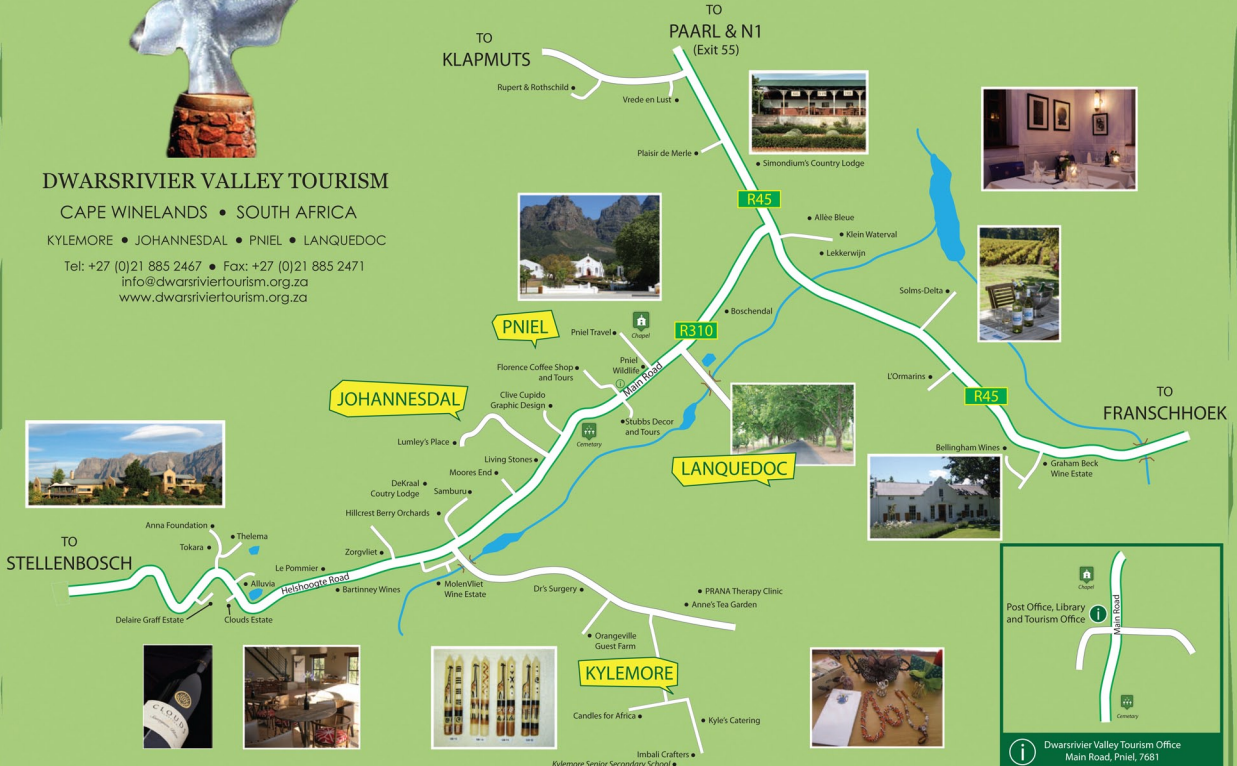 DWARSRIVIER VALLEY TOURISM
CAPE WINELANDS • SOUTH AFRICA
KYLEMORE • JOHANNESDAL • PNIEL • LANQUEDOC
Tel: +27 (0)21 885 2467 • Fax: +27 (0)21 885 2471
info@dwarsriviertourism.org.za
www.dwarsriviertourism.org.za
TO
KLAPMUTS
TO
PAARL & N1
(Exit 55)
Rupert & Rothschild
Vrede en Lust
Plaisir de Merle
Simondium's Country Lodge
R45
Allèe Bleue
Klein Waterval
Lekkerwijn
Solms-Delta
Boschendal
R310
PNIEL
Pniel Travel
Chapel
Pniel
Wildlife
Main Road
Florence Coffee Shop
and Tours
L'Ormarins
R45
TO
FRANSCHHOEK
JOHANNESDAL
Clive Cupido
Graphic Design
Stubbs Decor
and Tours
Cemetary
Lumley's Place
Living Stones
Moores End
LANQUEDOC
Bellingham Wines
Graham Beck
Wine Estate
DeKraal
Coutry Lodge
Samburu
Hillcrest Berry Orchards
Anna Foundation
Thelema
Tokara
TO
STELLENBOSCH
Zorgvliet
Le Pommier
Helshoogte Road
Alluvia
Bartinney Wines
MolenVliet
Wine Estate
Delaire Graff Estate
Clouds Estate
Dr's Surgery
PRANA Therapy Clinic
Anne's Tea Garden
Orangeville
Guest Farm
KYLEMORE
Candles for Africa
Kyle's Catering
Imbali Crafters
Kylemore Senior Secondary School
CLOUDS
Chapel
Post Office, Library
and Tourism Office
i
Main Road
Cemetary
i
Dwarsrivier Valley Tourism Office
Main Road, Pniel, 7681